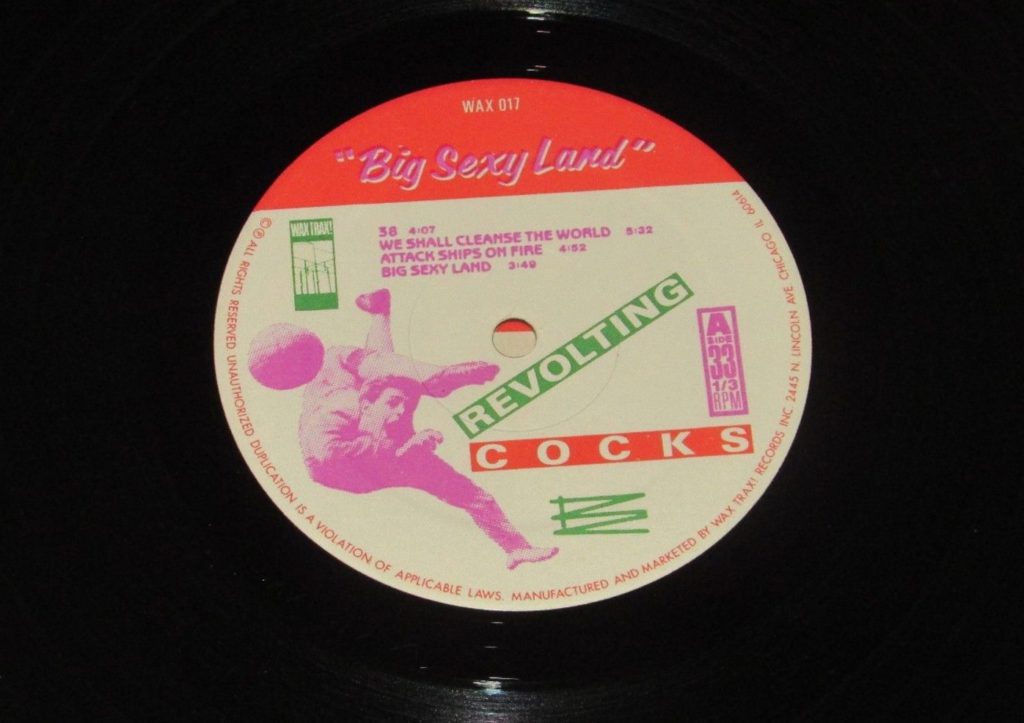 WAX 017
"Big Sexy Land"
WAX TRAX!
38 4:07
WE SHALL CLEANSE THE WORLD 5:32
ATTACK SHIPS ON FIRE 4:52
BIG SEXY LAND 3:49
REVOLTING
COCKS
A
SIDE
33
1/3
RPM
©℗ ALL RIGHTS RESERVED UNAUTHORIZED DUPLICATION IS A VIOLATION OF APPLICABLE LAWS. MANUFACTURED AND MARKETED BY WAX TRAX! RECORDS INC 2445 N. LINCOLN AVE CHICAGO IL 60614